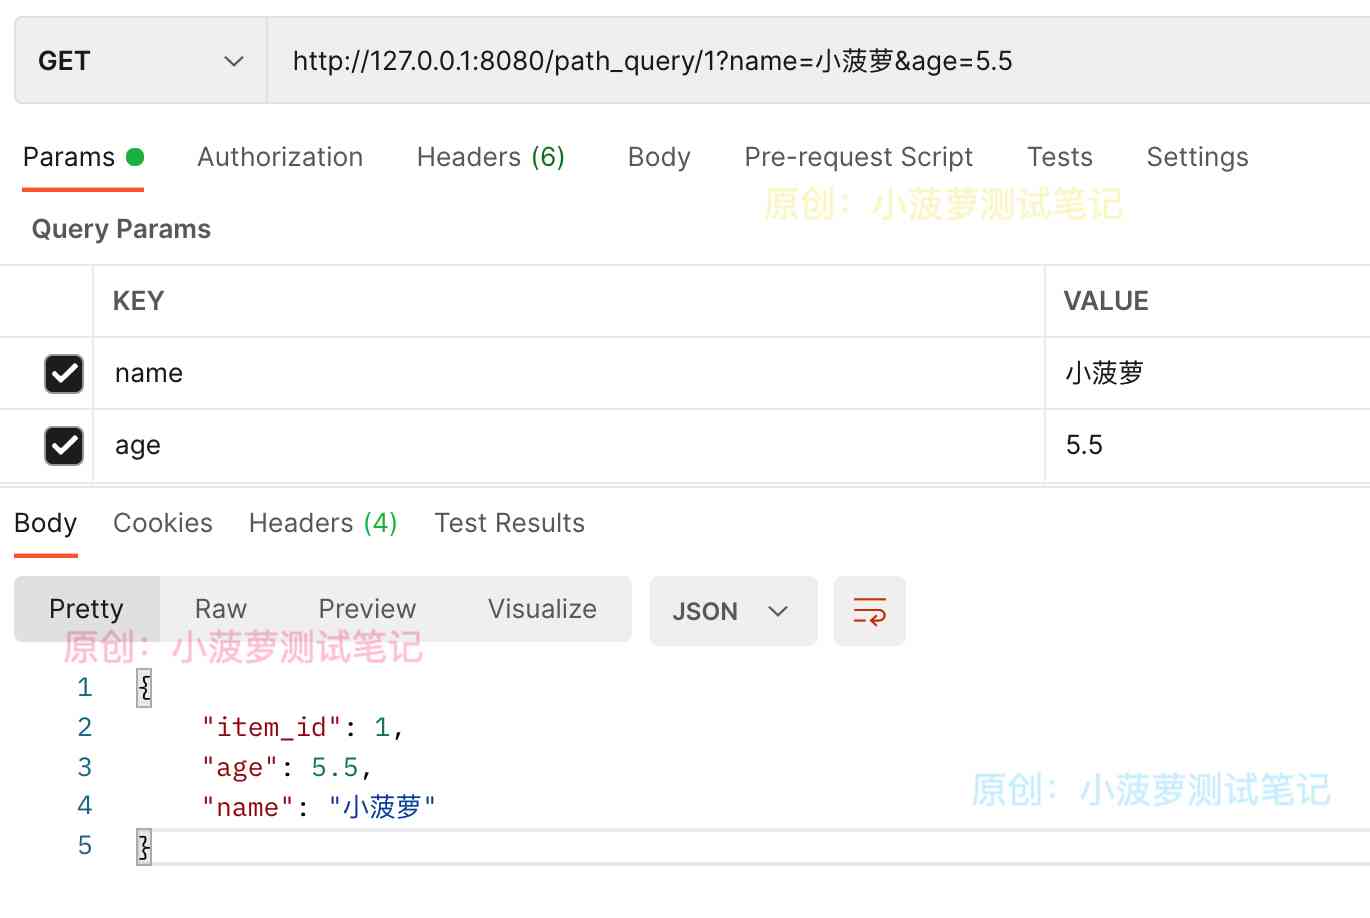 GET http://127.0.0.1:8080/path_query/1?name=小菠萝&age=5.5
Params Authorization Headers (6) Body Pre-request Script Tests Settings
原创：小菠萝测试笔记
Query Params
KEY VALUE
name 小菠萝
age 5.5
Body Cookies Headers (4) Test Results
Pretty Raw Preview Visualize JSON
原创：小菠萝测试笔记
1 {
2 "item_id": 1,
3 "age": 5.5,
原创：小菠萝测试笔记
4 "name": "小菠萝"
5 }